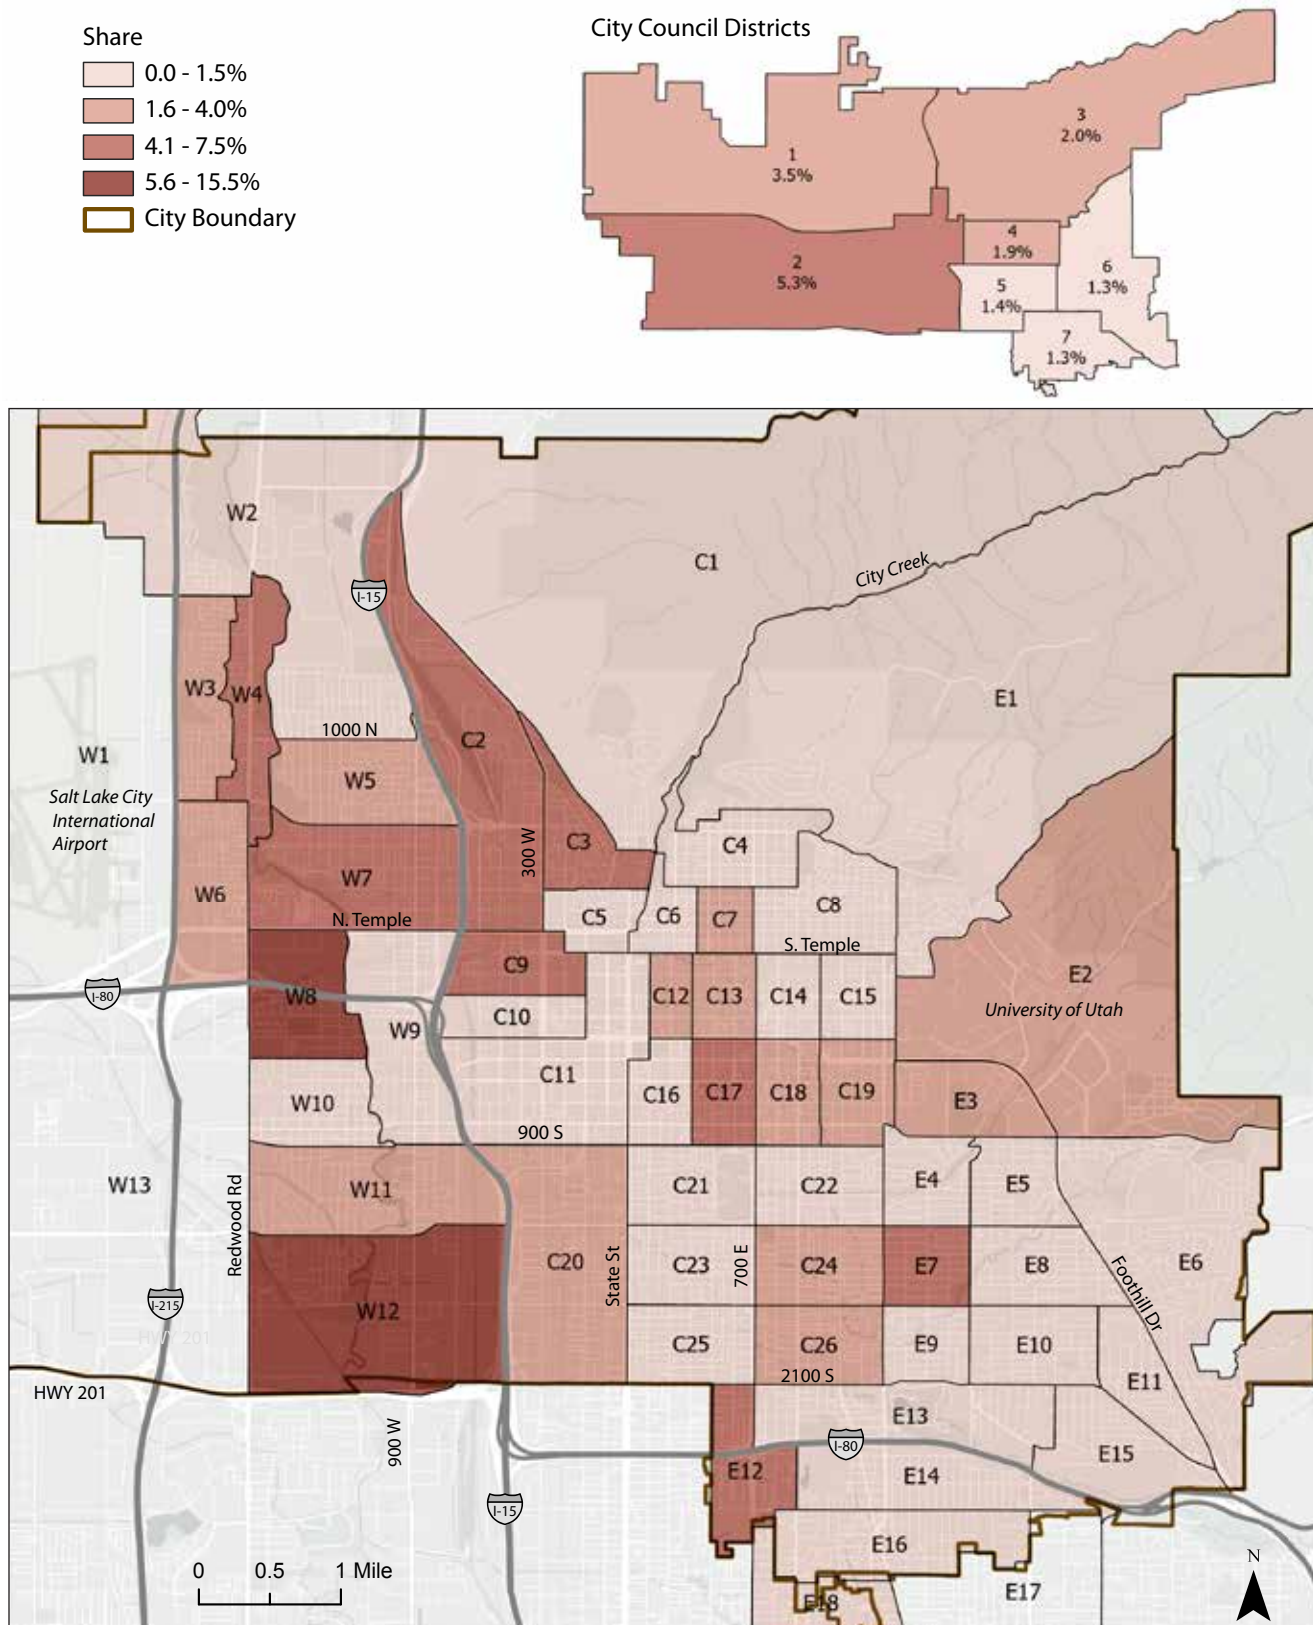 Share
0.0 - 1.5%
1.6 - 4.0%
4.1 - 7.5%
5.6 - 15.5%
City Boundary
City Council Districts
1
3.5%
3
2.0%
2
5.3%
4
1.9%
5
1.4%
6
1.3%
7
1.3%
W2
C1
City Creek
I-15
W3
W4
E1
1000 N
C2
W1
W5
Salt Lake City
International
Airport
300 W
C3
C4
W7
W6
C5
C6
C7
C8
N. Temple
S. Temple
C9
E2
I-80
W8
C12
C13
C14
C15
University of Utah
C10
W9
C11
W10
C16
C17
C18
C19
E3
900 S
W13
W11
C21
C22
E4
E5
Redwood Rd
C20
State St
C23
700 E
C24
E7
E8
E6
Foothill Dr
I-215
W12
HWY 201
C25
C26
E9
E10
2100 S
HWY 201
E11
900 W
E13
I-80
E12
E14
E15
I-15
E16
0 0.5 1 Mile
E18
E17
N